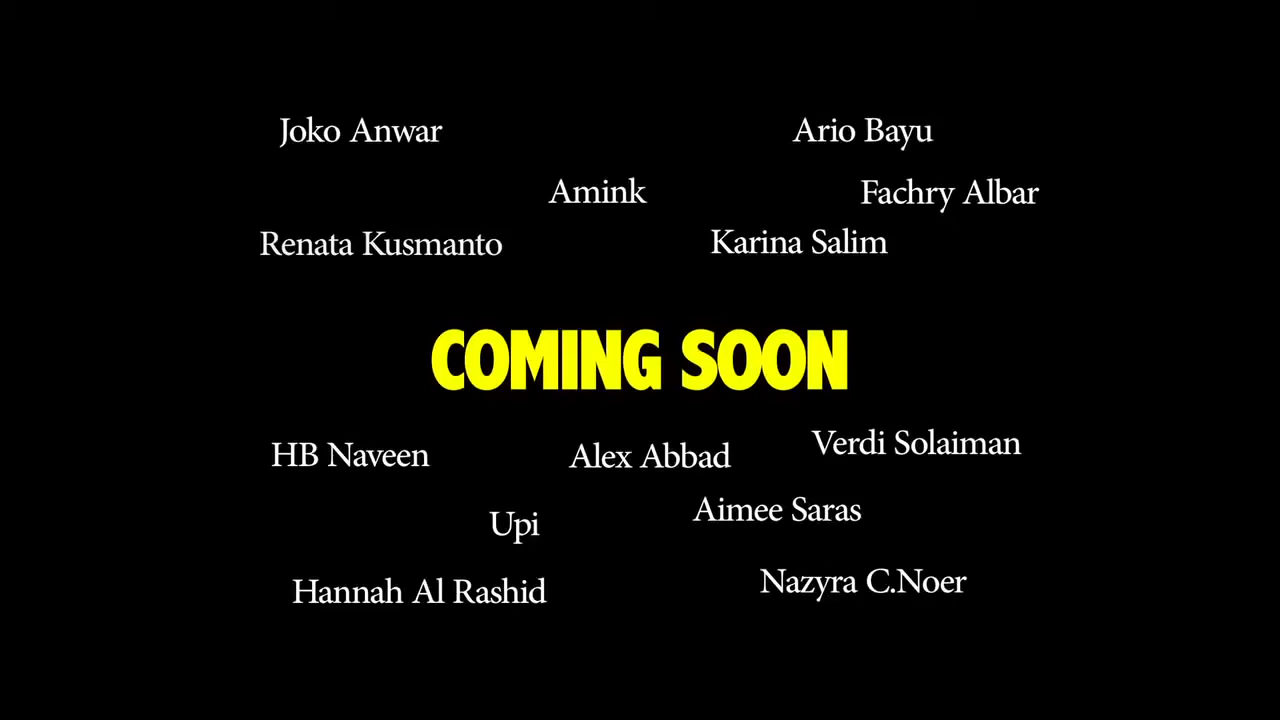 Joko Anwar
Ario Bayu
Amink
Fachry Albar
Renata Kusmanto
Karina Salim
COMING SOON
HB Naveen
Alex Abbad
Verdi Solaiman
Upi
Aimee Saras
Hannah Al Rashid
Nazyra C.Noer